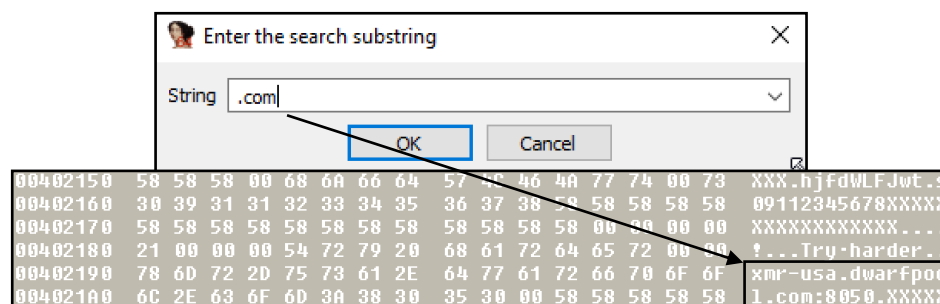 Enter the search substring
String .com
OK Cancel
00402150 58 58 58 00 68 6A 66 64 57 4C 46 4A 77 74 00 73 XXX.hjfdWLFJwt.s
00402160 30 39 31 31 32 33 34 35 36 37 38 58 58 58 58 58 09112345678XXXXX
00402170 58 58 58 58 58 58 58 58 58 58 58 58 00 00 00 00 XXXXXXXXXXXX....
00402180 21 00 00 00 54 72 79 20 68 61 72 64 65 72 00 00 !...Try·harder..
00402190 78 6D 72 2D 75 73 61 2E 64 77 61 72 66 70 6F 6F xmr-usa.dwarfpoo
004021A0 6C 2E 63 6F 6D 3A 38 30 35 30 00 58 58 58 58 58 l.com:8050.XXXXX